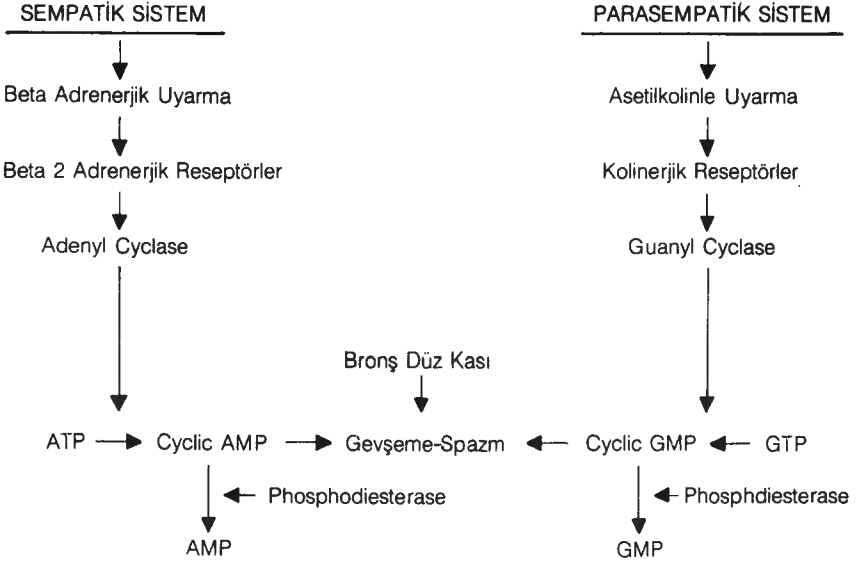 SEMPATİK SİSTEM
PARASEMPATİK SİSTEM
Beta Adrenerjik Uyarma
Asetilkolinle Uyarma
Beta 2 Adrenerjik Reseptörler
Kolinerjik Reseptörler
Adenyl Cyclase
Guanyl Cyclase
Bronş Düz Kası
ATP
Cyclic AMP
Gevşeme-Spazm
Cyclic GMP
GTP
Phosphodiesterase
Phosphdiesterase
AMP
GMP